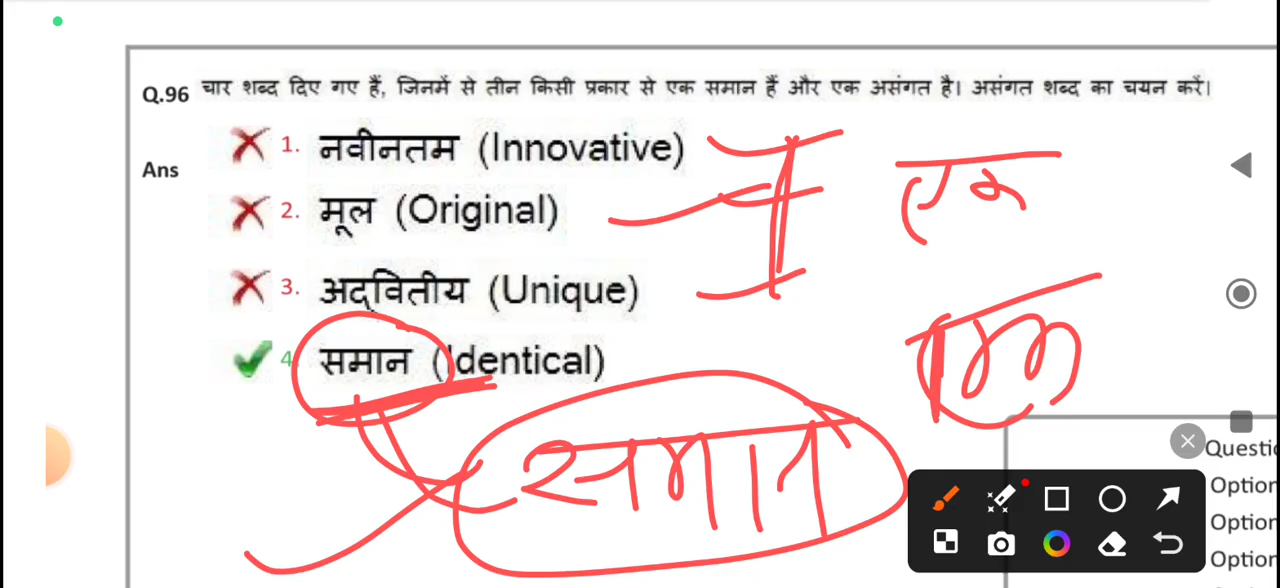 Q.96 चार शब्द दिए गए हैं, जिनमें से तीन किसी प्रकार से एक समान हैं और एक असंगत है। असंगत शब्द का चयन करें।
Ans
1. नवीनतम (Innovative)
2. मूल (Original)
एक
3. अद्वितीय (Unique)
4. समान (Identical)
समान
Questi
Option
Option
Option